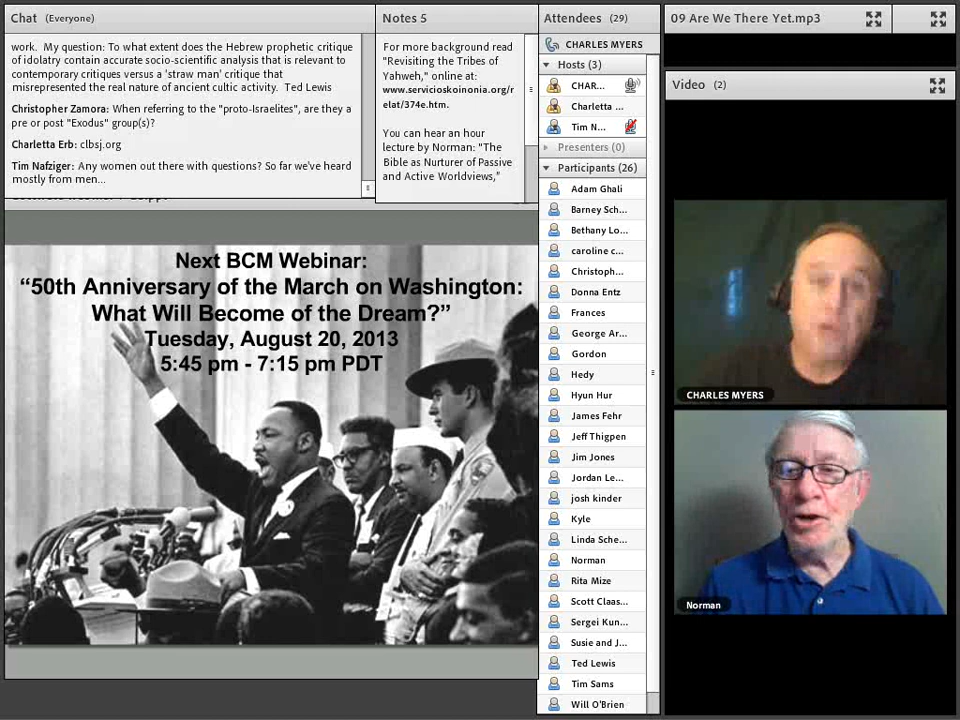 Chat (Everyone)
work. My question: To what extent does the Hebrew prophetic critique
of idolatry contain accurate socio-scientific analysis that is relevant to
contemporary critiques versus a 'straw man' critique that
misrepresented the real nature of ancient cultic activity. Ted Lewis
Christopher Zamora: When referring to the "proto-Israelites", are they a
pre or post "Exodus" group(s)?
Charletta Erb: clbsj.org
Tim Nafziger: Any women out there with questions? So far we've heard
mostly from men...
Notes 5
For more background read
"Revisiting the Tribes of
Yahweh," online at:
www.servicioskoinonia.org/r
elat/374e.htm.
You can hear an hour
lecture by Norman: "The
Bible as Nurturer of Passive
and Active Worldviews,"
Next BCM Webinar:
“50th Anniversary of the March on Washington:
What Will Become of the Dream?”
Tuesday, August 20, 2013
5:45 pm - 7:15 pm PDT
Attendees (29)
CHARLES MYERS
Hosts (3)
CHAR...
Charletta ...
Tim N...
Presenters (0)
Participants (26)
Adam Ghali
Barney Sch...
Bethany Lo...
caroline c...
Christoph...
Donna Entz
Frances
George Ar...
Gordon
Hedy
Hyun Hur
James Fehr
Jeff Thigpen
Jim Jones
Jordan Le...
josh kinder
Kyle
Linda Sche...
Norman
Rita Mize
Scott Claas...
Sergei Kun...
Susie and J...
Ted Lewis
Tim Sams
Will O'Brien
09 Are We There Yet.mp3
Video (2)
CHARLES MYERS
Norman